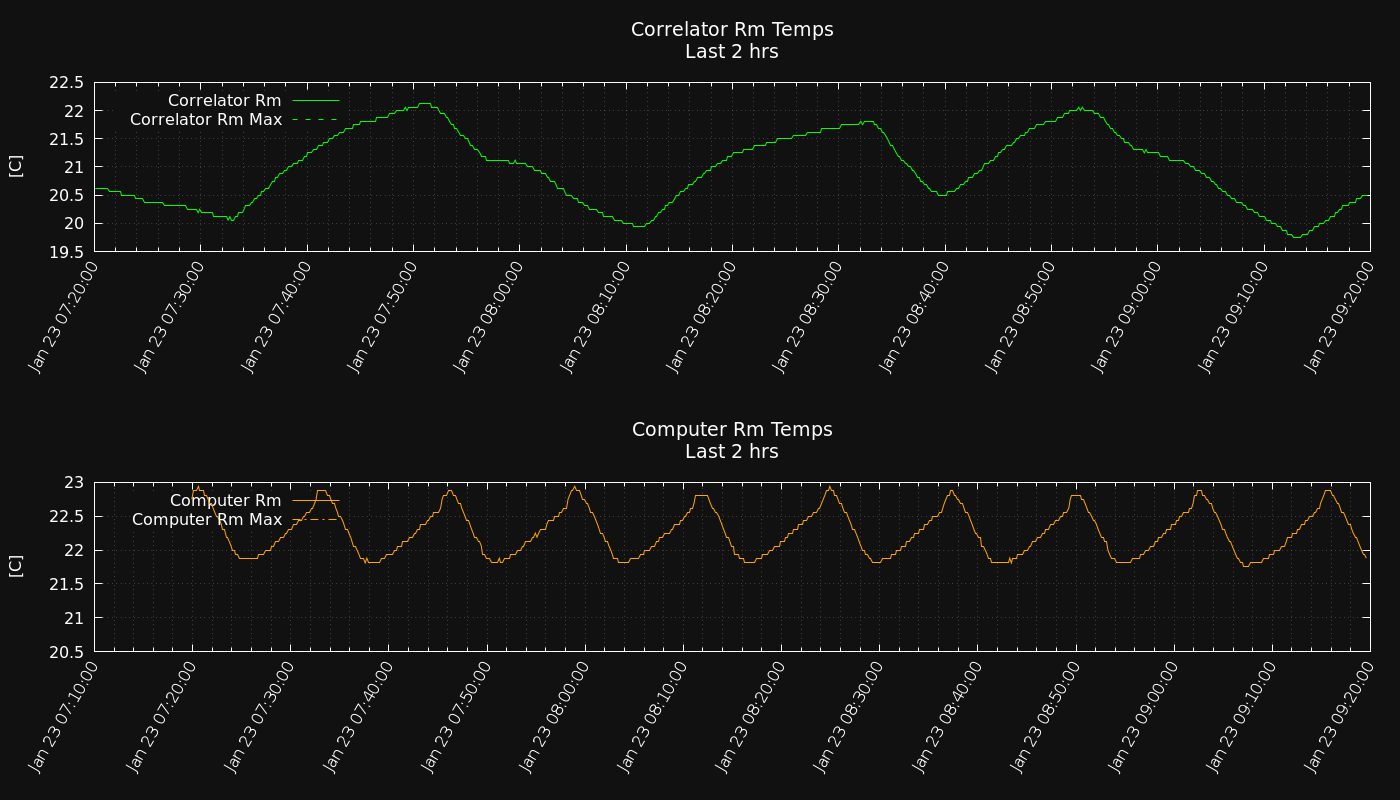 Correlator Rm Temps
Last 2 hrs
22.5
22
21.5
21
20.5
20
19.5
[C]
Correlator Rm
Correlator Rm Max
Jan 23 07:20:00
Jan 23 07:30:00
Jan 23 07:40:00
Jan 23 07:50:00
Jan 23 08:00:00
Jan 23 08:10:00
Jan 23 08:20:00
Jan 23 08:30:00
Jan 23 08:40:00
Jan 23 08:50:00
Jan 23 09:00:00
Jan 23 09:10:00
Jan 23 09:20:00
Computer Rm Temps
Last 2 hrs
23
22.5
22
21.5
21
20.5
[C]
Computer Rm
Computer Rm Max
Jan 23 07:10:00
Jan 23 07:20:00
Jan 23 07:30:00
Jan 23 07:40:00
Jan 23 07:50:00
Jan 23 08:00:00
Jan 23 08:10:00
Jan 23 08:20:00
Jan 23 08:30:00
Jan 23 08:40:00
Jan 23 08:50:00
Jan 23 09:00:00
Jan 23 09:10:00
Jan 23 09:20:00